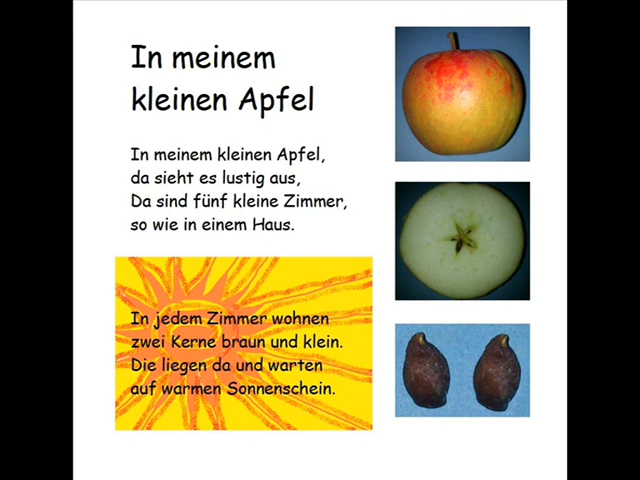 In meinem
kleinen Apfel
In meinem kleinen Apfel,
da sieht es lustig aus,
Da sind fünf kleine Zimmer,
so wie in einem Haus.
In jedem Zimmer wohnen
zwei Kerne braun und klein.
Die liegen da und warten
auf warmen Sonnenschein.